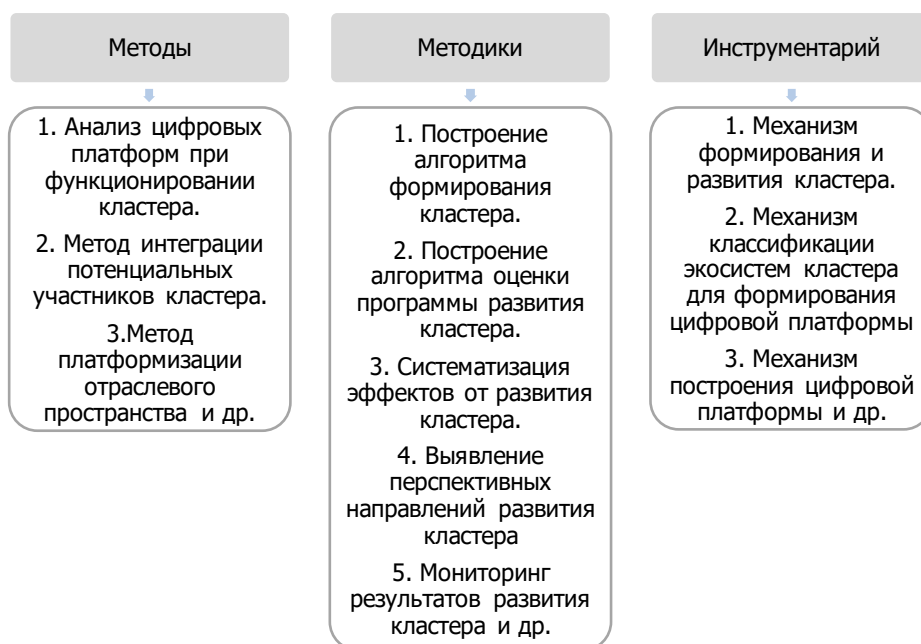 Методы
1. Анализ цифровых
платформ при
функционировании
кластера.
2. Метод интеграции
потенциальных
участников кластера.
3.Метод
платформизации
отраслевого
пространства и др.
Методики
1. Построение
алгоритма
формирования
кластера.
2. Построение
алгоритма оценки
программы развития
кластера.
3. Систематизация
эффектов от развития
кластера.
4. Выявление
перспективных
направлений развития
кластера
5. Мониторинг
результатов развития
кластера и др.
Инструментарий
1. Механизм
формирования и
развития кластера.
2. Механизм
классификации
экосистем кластера
для формирования
цифровой платформы
3. Механизм
построения цифровой
платформы и др.